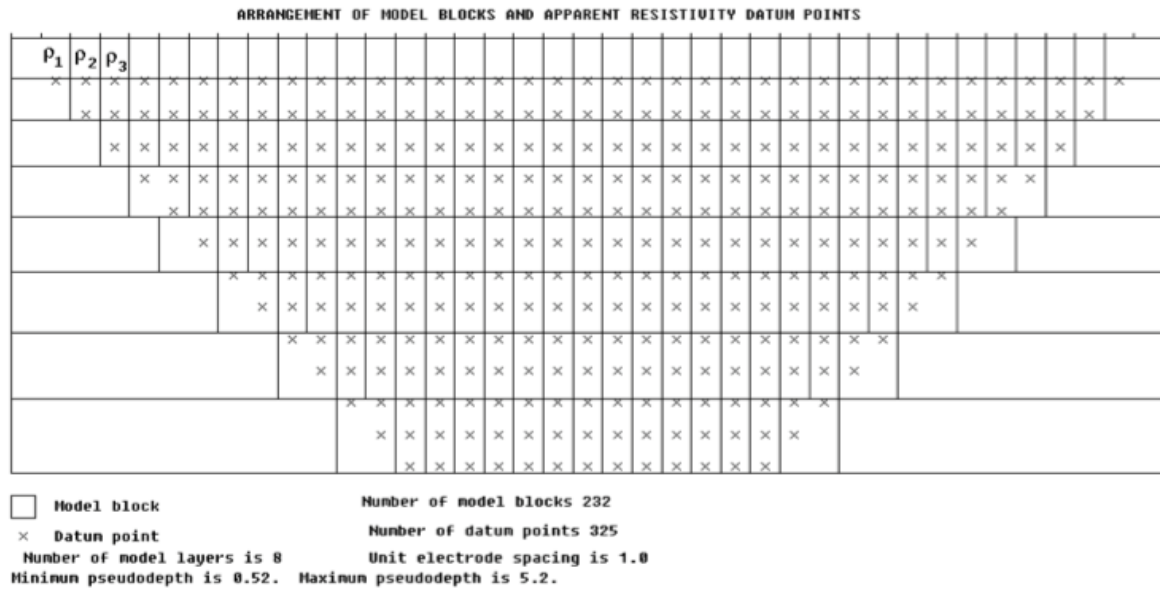 ARRANGEMENT OF MODEL BLOCKS AND APPARENT RESISTIVITY DATUM POINTS
ρ1 ρ2 ρ3
Model block
Number of model blocks 232
× Datum point
Number of datum points 325
Number of model layers is 8
Unit electrode spacing is 1.0
Minimum pseudodepth is 0.52. Maximum pseudodepth is 5.2.